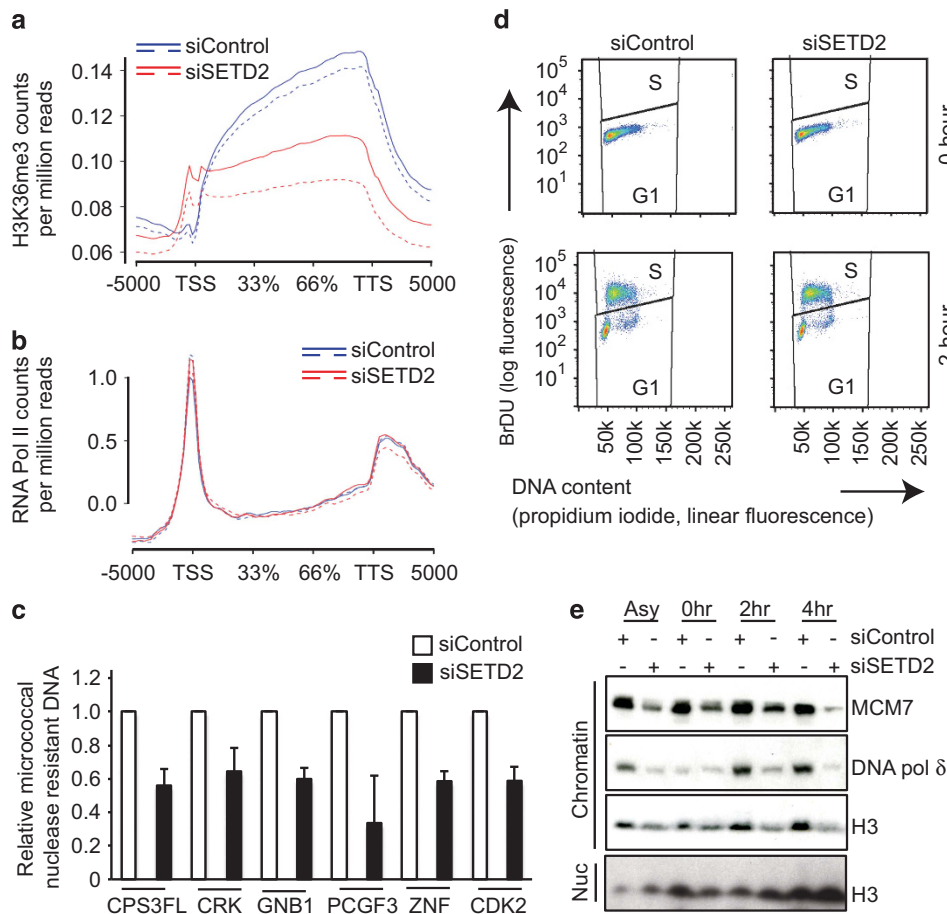 a
siControl
siSETD2
H3K36me3 counts
per million reads
0.14
0.12
0.10
0.08
0.06
-5000 TSS 33% 66% TTS 5000
b
siControl
siSETD2
RNA Pol II counts
per million reads
1.0
0.5
0.0
-5000 TSS 33% 66% TTS 5000
c
siControl
siSETD2
Relative micrococcal
nuclease resistant DNA
1.0
0.8
0.6
0.4
0.2
0
CPS3FL CRK GNB1 PCGF3 ZNF CDK2
d
siControl siSETD2
10^5
10^4
10^3
10^2
10^1
S
G1
S
G1
0 hour
10^5
10^4
10^3
10^2
10^1
S
G1
S
G1
2 hour
BrDU (log fluorescence)
50k 100k 150k 200k 250k
50k 100k 150k 200k 250k
DNA content
(propidium iodide, linear fluorescence)
e
Asy 0hr 2hr 4hr
+ - + - + - + - siControl
- + - + - + - + siSETD2
Chromatin
MCM7
DNA pol δ
H3
Nuc
H3